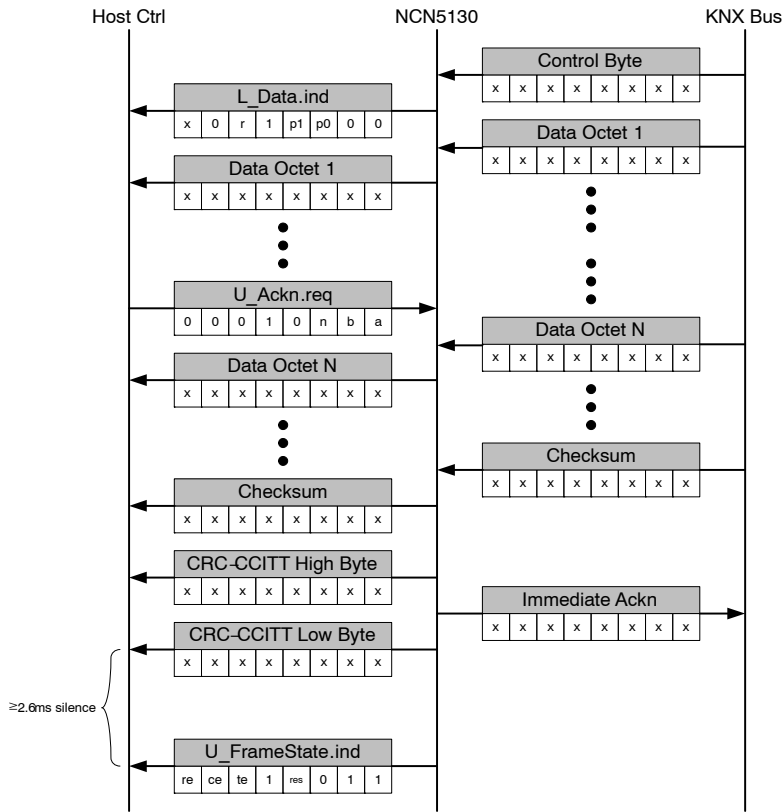 Host Ctrl NCN5130 KNX Bus
Control Byte
x x x x x x x x
L_Data.ind
x 0 r 1 p1 p0 0 0
Data Octet 1
x x x x x x x x
Data Octet 1
x x x x x x x x
U_Ackn.req
0 0 0 1 0 n b a
Data Octet N
x x x x x x x x
Data Octet N
x x x x x x x x
Checksum
x x x x x x x x
Checksum
x x x x x x x x
CRC-CCITT High Byte
x x x x x x x x
Immediate Ackn
x x x x x x x x
CRC-CCITT Low Byte
x x x x x x x x
≥2.6ms silence
U_FrameState.ind
re ce te 1 res 0 1 1